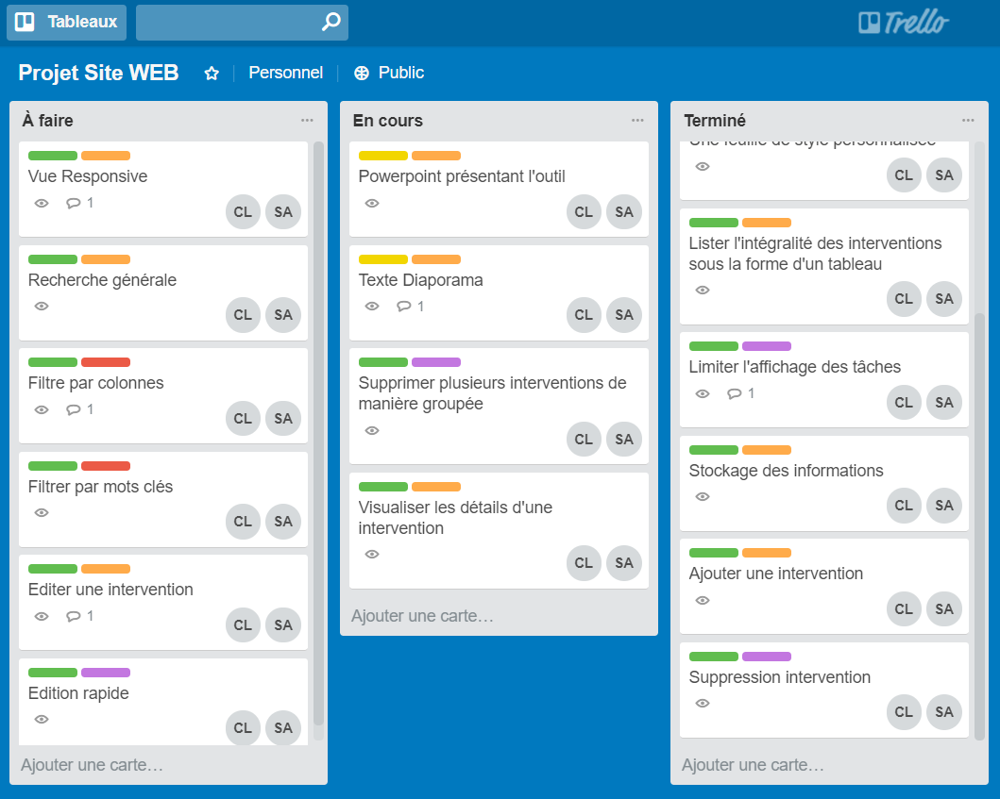 Tableaux
Trello
Projet Site WEB
Personnel
Public
À faire
Vue Responsive
1
CL SA
Recherche générale
CL SA
Filtre par colonnes
1
CL SA
Filtrer par mots clés
CL SA
Editer une intervention
1
CL SA
Edition rapide
CL SA
Ajouter une carte…
En cours
Powerpoint présentant l'outil
CL SA
Texte Diaporama
1
CL SA
Supprimer plusieurs interventions de
manière groupée
CL SA
Visualiser les détails d'une
intervention
CL SA
Ajouter une carte…
Terminé
Une feuille de style personnalisée
CL SA
Lister l'intégralité des interventions
sous la forme d'un tableau
CL SA
Limiter l'affichage des tâches
1
CL SA
Stockage des informations
CL SA
Ajouter une intervention
CL SA
Suppression intervention
CL SA
Ajouter une carte…